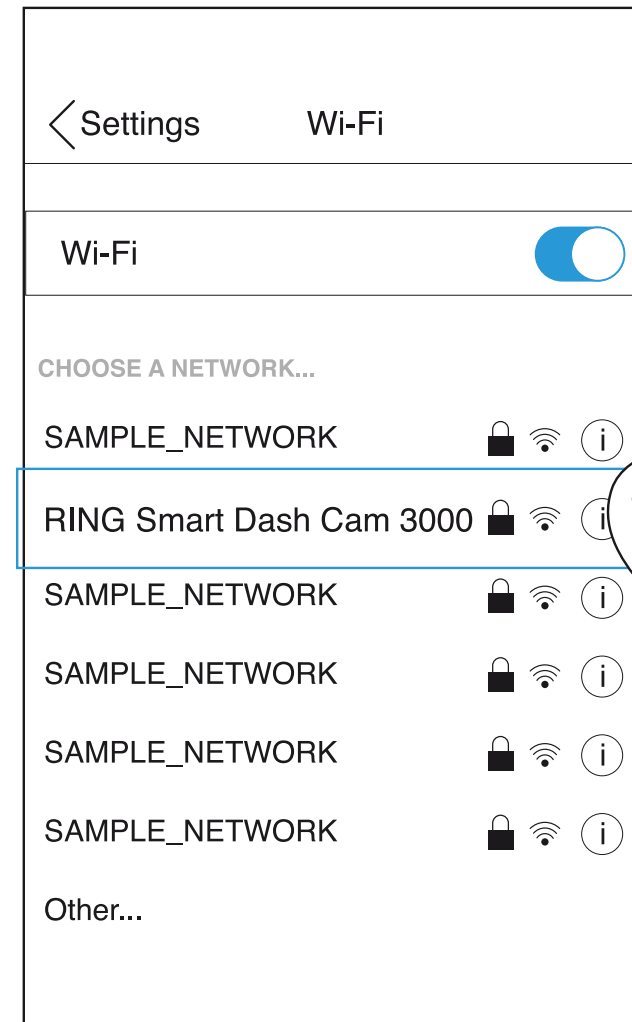 Settings Wi-Fi
Wi-Fi
CHOOSE A NETWORK...
SAMPLE_NETWORK i
RING Smart Dash Cam 3000 i
SAMPLE_NETWORK i
SAMPLE_NETWORK i
SAMPLE_NETWORK i
SAMPLE_NETWORK i
Other...